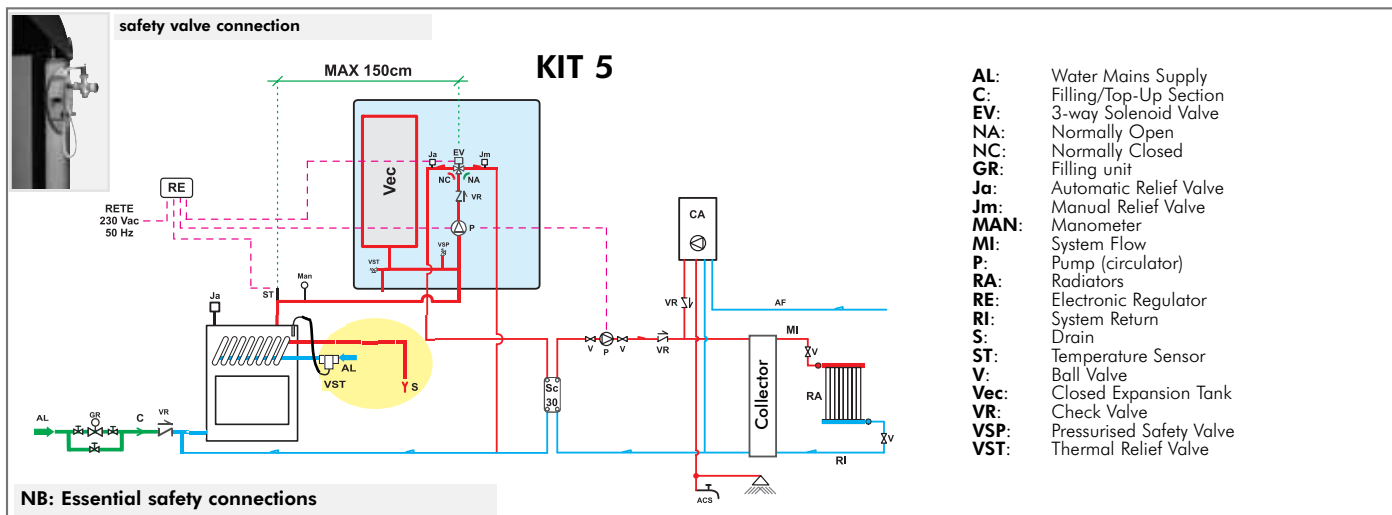 safety valve connection
KIT 5
MAX 150cm
Ja
EV
Jm
NC
NA
Vec
VR
RE
P
RETE
230 Vac
50 Hz
VSP
VST
ST
Man
Ja
AL
VST
S
AL
GR
C
VR
Sc
30
V
P
V
VR
CA
VR
AF
MI
V
Collector
RA
V
RI
ACS
NB: Essential safety connections
AL: Water Mains Supply
C: Filling/Top-Up Section
EV: 3-way Solenoid Valve
NA: Normally Open
NC: Normally Closed
GR: Filling unit
Ja: Automatic Relief Valve
Jm: Manual Relief Valve
MAN: Manometer
MI: System Flow
P: Pump (circulator)
RA: Radiators
RE: Electronic Regulator
RI: System Return
S: Drain
ST: Temperature Sensor
V: Ball Valve
Vec: Closed Expansion Tank
VR: Check Valve
VSP: Pressurised Safety Valve
VST: Thermal Relief Valve